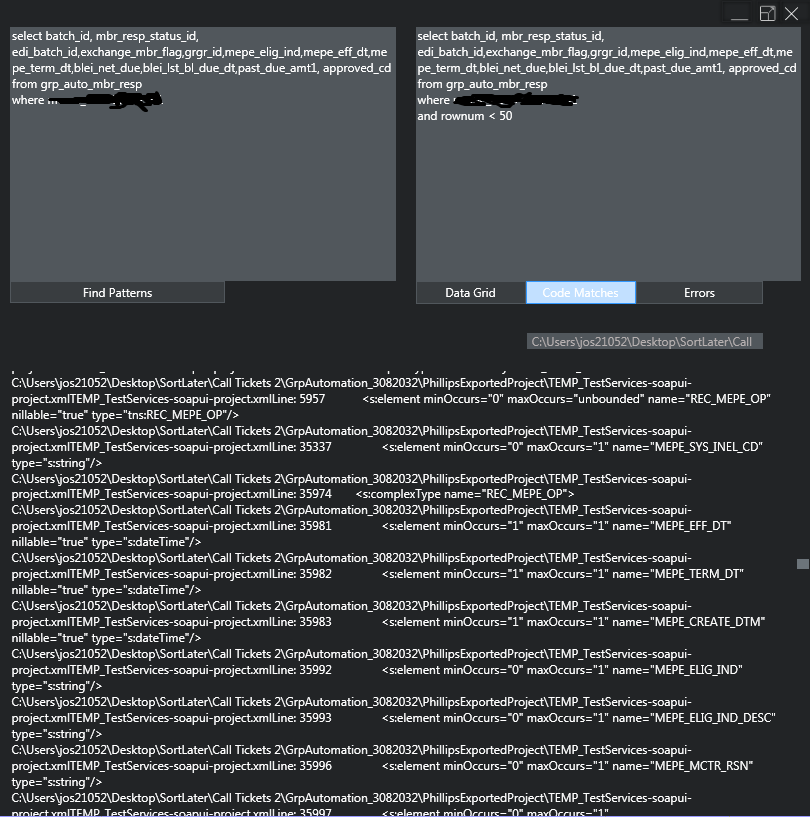 select batch_id, mbr_resp_status_id,
edi_batch_id,exchange_mbr_flag,grgr_id,mepe_elig_ind,mepe_eff_dt,me
pe_term_dt,blei_net_due,blei_lst_bl_due_dt,past_due_amt1, approved_cd
from grp_auto_mbr_resp
where
select batch_id, mbr_resp_status_id,
edi_batch_id,exchange_mbr_flag,grgr_id,mepe_elig_ind,mepe_eff_dt,me
pe_term_dt,blei_net_due,blei_lst_bl_due_dt,past_due_amt1, approved_cd
from grp_auto_mbr_resp
where
and rownum < 50
Find Patterns
Data Grid
Code Matches
Errors
C:\Users\jos21052\Desktop\SortLater\Call
C:\Users\jos21052\Desktop\SortLater\Call Tickets 2\GrpAutomation_3082032\PhillipsExportedProject\TEMP_TestServices-soapui-
project.xmlTEMP_TestServices-soapui-project.xmlLine: 5957 <s:element minOccurs="0" maxOccurs="unbounded" name="REC_MEPE_OP"
nillable="true" type="tns:REC_MEPE_OP"/>
C:\Users\jos21052\Desktop\SortLater\Call Tickets 2\GrpAutomation_3082032\PhillipsExportedProject\TEMP_TestServices-soapui-
project.xmlTEMP_TestServices-soapui-project.xmlLine: 35337 <s:element minOccurs="0" maxOccurs="1" name="MEPE_SYS_INEL_CD"
type="s:string"/>
C:\Users\jos21052\Desktop\SortLater\Call Tickets 2\GrpAutomation_3082032\PhillipsExportedProject\TEMP_TestServices-soapui-
project.xmlTEMP_TestServices-soapui-project.xmlLine: 35974 <s:complexType name="REC_MEPE_OP">
C:\Users\jos21052\Desktop\SortLater\Call Tickets 2\GrpAutomation_3082032\PhillipsExportedProject\TEMP_TestServices-soapui-
project.xmlTEMP_TestServices-soapui-project.xmlLine: 35981 <s:element minOccurs="1" maxOccurs="1" name="MEPE_EFF_DT"
nillable="true" type="s:dateTime"/>
C:\Users\jos21052\Desktop\SortLater\Call Tickets 2\GrpAutomation_3082032\PhillipsExportedProject\TEMP_TestServices-soapui-
project.xmlTEMP_TestServices-soapui-project.xmlLine: 35982 <s:element minOccurs="1" maxOccurs="1" name="MEPE_TERM_DT"
nillable="true" type="s:dateTime"/>
C:\Users\jos21052\Desktop\SortLater\Call Tickets 2\GrpAutomation_3082032\PhillipsExportedProject\TEMP_TestServices-soapui-
project.xmlTEMP_TestServices-soapui-project.xmlLine: 35983 <s:element minOccurs="1" maxOccurs="1" name="MEPE_CREATE_DTM"
nillable="true" type="s:dateTime"/>
C:\Users\jos21052\Desktop\SortLater\Call Tickets 2\GrpAutomation_3082032\PhillipsExportedProject\TEMP_TestServices-soapui-
project.xmlTEMP_TestServices-soapui-project.xmlLine: 35992 <s:element minOccurs="0" maxOccurs="1" name="MEPE_ELIG_IND"
type="s:string"/>
C:\Users\jos21052\Desktop\SortLater\Call Tickets 2\GrpAutomation_3082032\PhillipsExportedProject\TEMP_TestServices-soapui-
project.xmlTEMP_TestServices-soapui-project.xmlLine: 35993 <s:element minOccurs="0" maxOccurs="1" name="MEPE_ELIG_IND_DESC"
type="s:string"/>
C:\Users\jos21052\Desktop\SortLater\Call Tickets 2\GrpAutomation_3082032\PhillipsExportedProject\TEMP_TestServices-soapui-
project.xmlTEMP_TestServices-soapui-project.xmlLine: 35996 <s:element minOccurs="0" maxOccurs="1" name="MEPE_MCTR_RSN"
type="s:string"/>
C:\Users\jos21052\Desktop\SortLater\Call Tickets 2\GrpAutomation_3082032\PhillipsExportedProject\TEMP_TestServices-soapui-
project.xmlTEMP_TestServices-soapui-project.xmlLine: 35997 <s:element minOccurs="0" maxOccurs="1"